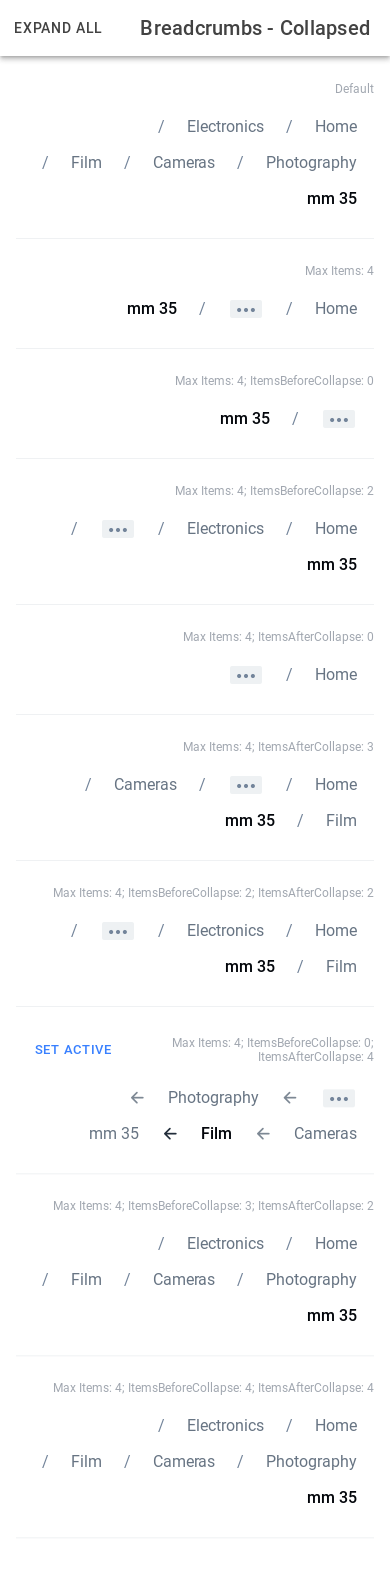 EXPAND ALL Breadcrumbs - Collapsed
Default
/ Electronics / Home
/ Film / Cameras / Photography
mm 35
Max Items: 4
mm 35 / ••• / Home
Max Items: 4; ItemsBeforeCollapse: 0
mm 35 / •••
Max Items: 4; ItemsBeforeCollapse: 2
/ ••• / Electronics / Home
mm 35
Max Items: 4; ItemsAfterCollapse: 0
••• / Home
Max Items: 4; ItemsAfterCollapse: 3
/ Cameras / ••• / Home
mm 35 / Film
Max Items: 4; ItemsBeforeCollapse: 2; ItemsAfterCollapse: 2
/ ••• / Electronics / Home
mm 35 / Film
SET ACTIVE
Max Items: 4; ItemsBeforeCollapse: 0;
ItemsAfterCollapse: 4
← Photography ← •••
mm 35 ← Film ← Cameras
Max Items: 4; ItemsBeforeCollapse: 3; ItemsAfterCollapse: 2
/ Electronics / Home
/ Film / Cameras / Photography
mm 35
Max Items: 4; ItemsBeforeCollapse: 4; ItemsAfterCollapse: 4
/ Electronics / Home
/ Film / Cameras / Photography
mm 35